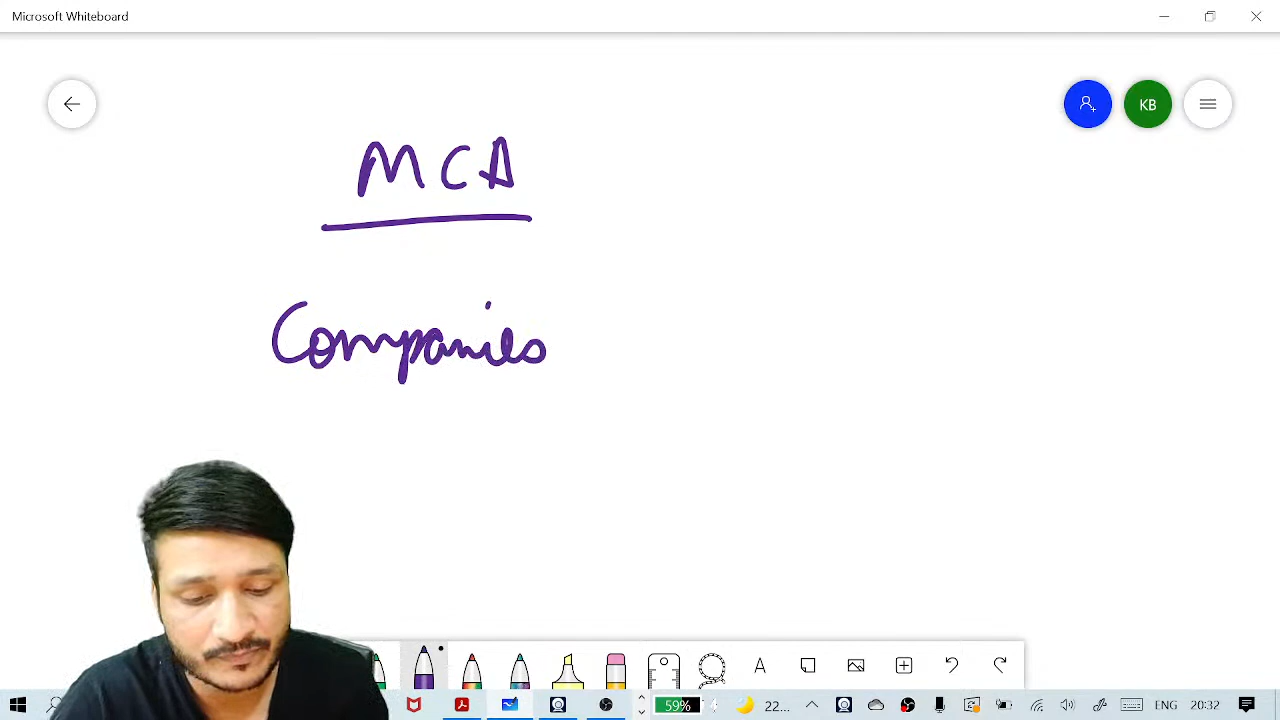 Microsoft Whiteboard
KB
MCA
Companies
A
59%
22...
ENG
20:32